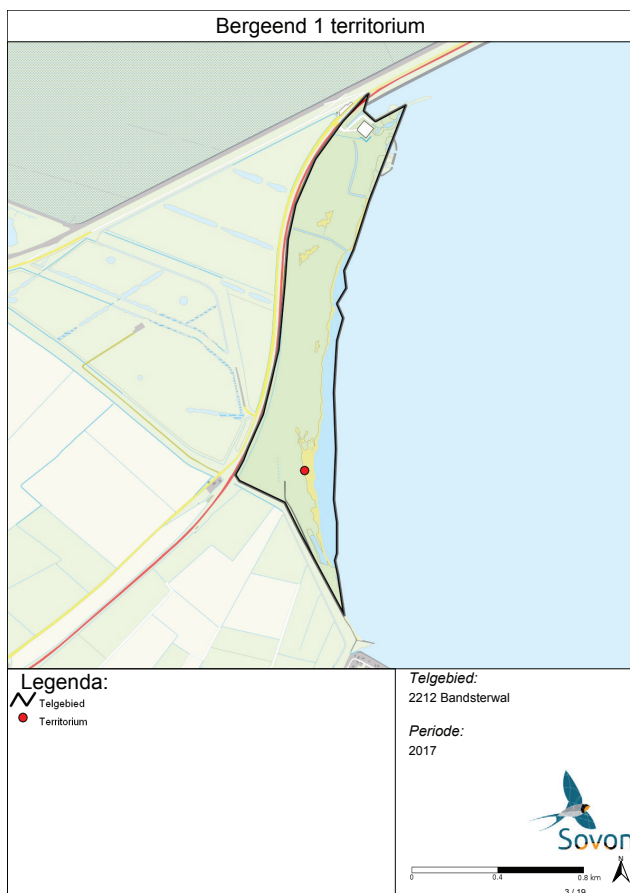 Bergeend 1 territorium
Legenda:
Telgebied
Territorium
Telgebied:
2212 Bandsterwal
Periode:
2017
Sovon
N
0 0.4 0.8 km
3 / 19